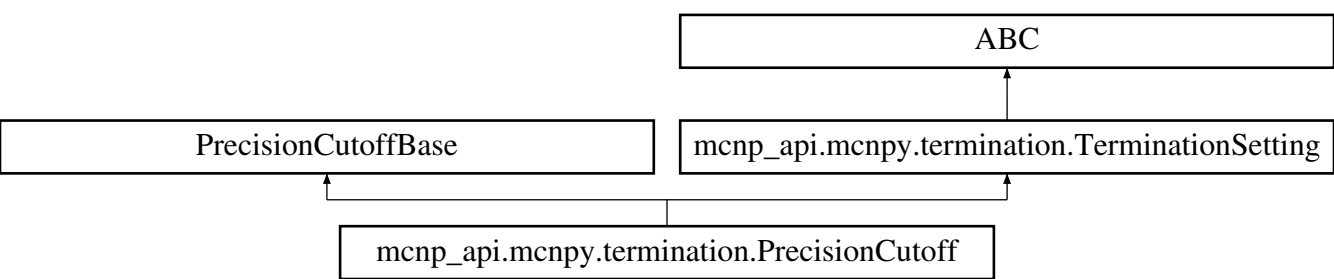 ABC
PrecisionCutoffBase
mcnp_api.mcnpy.termination.TerminationSetting
mcnp_api.mcnpy.termination.PrecisionCutoff